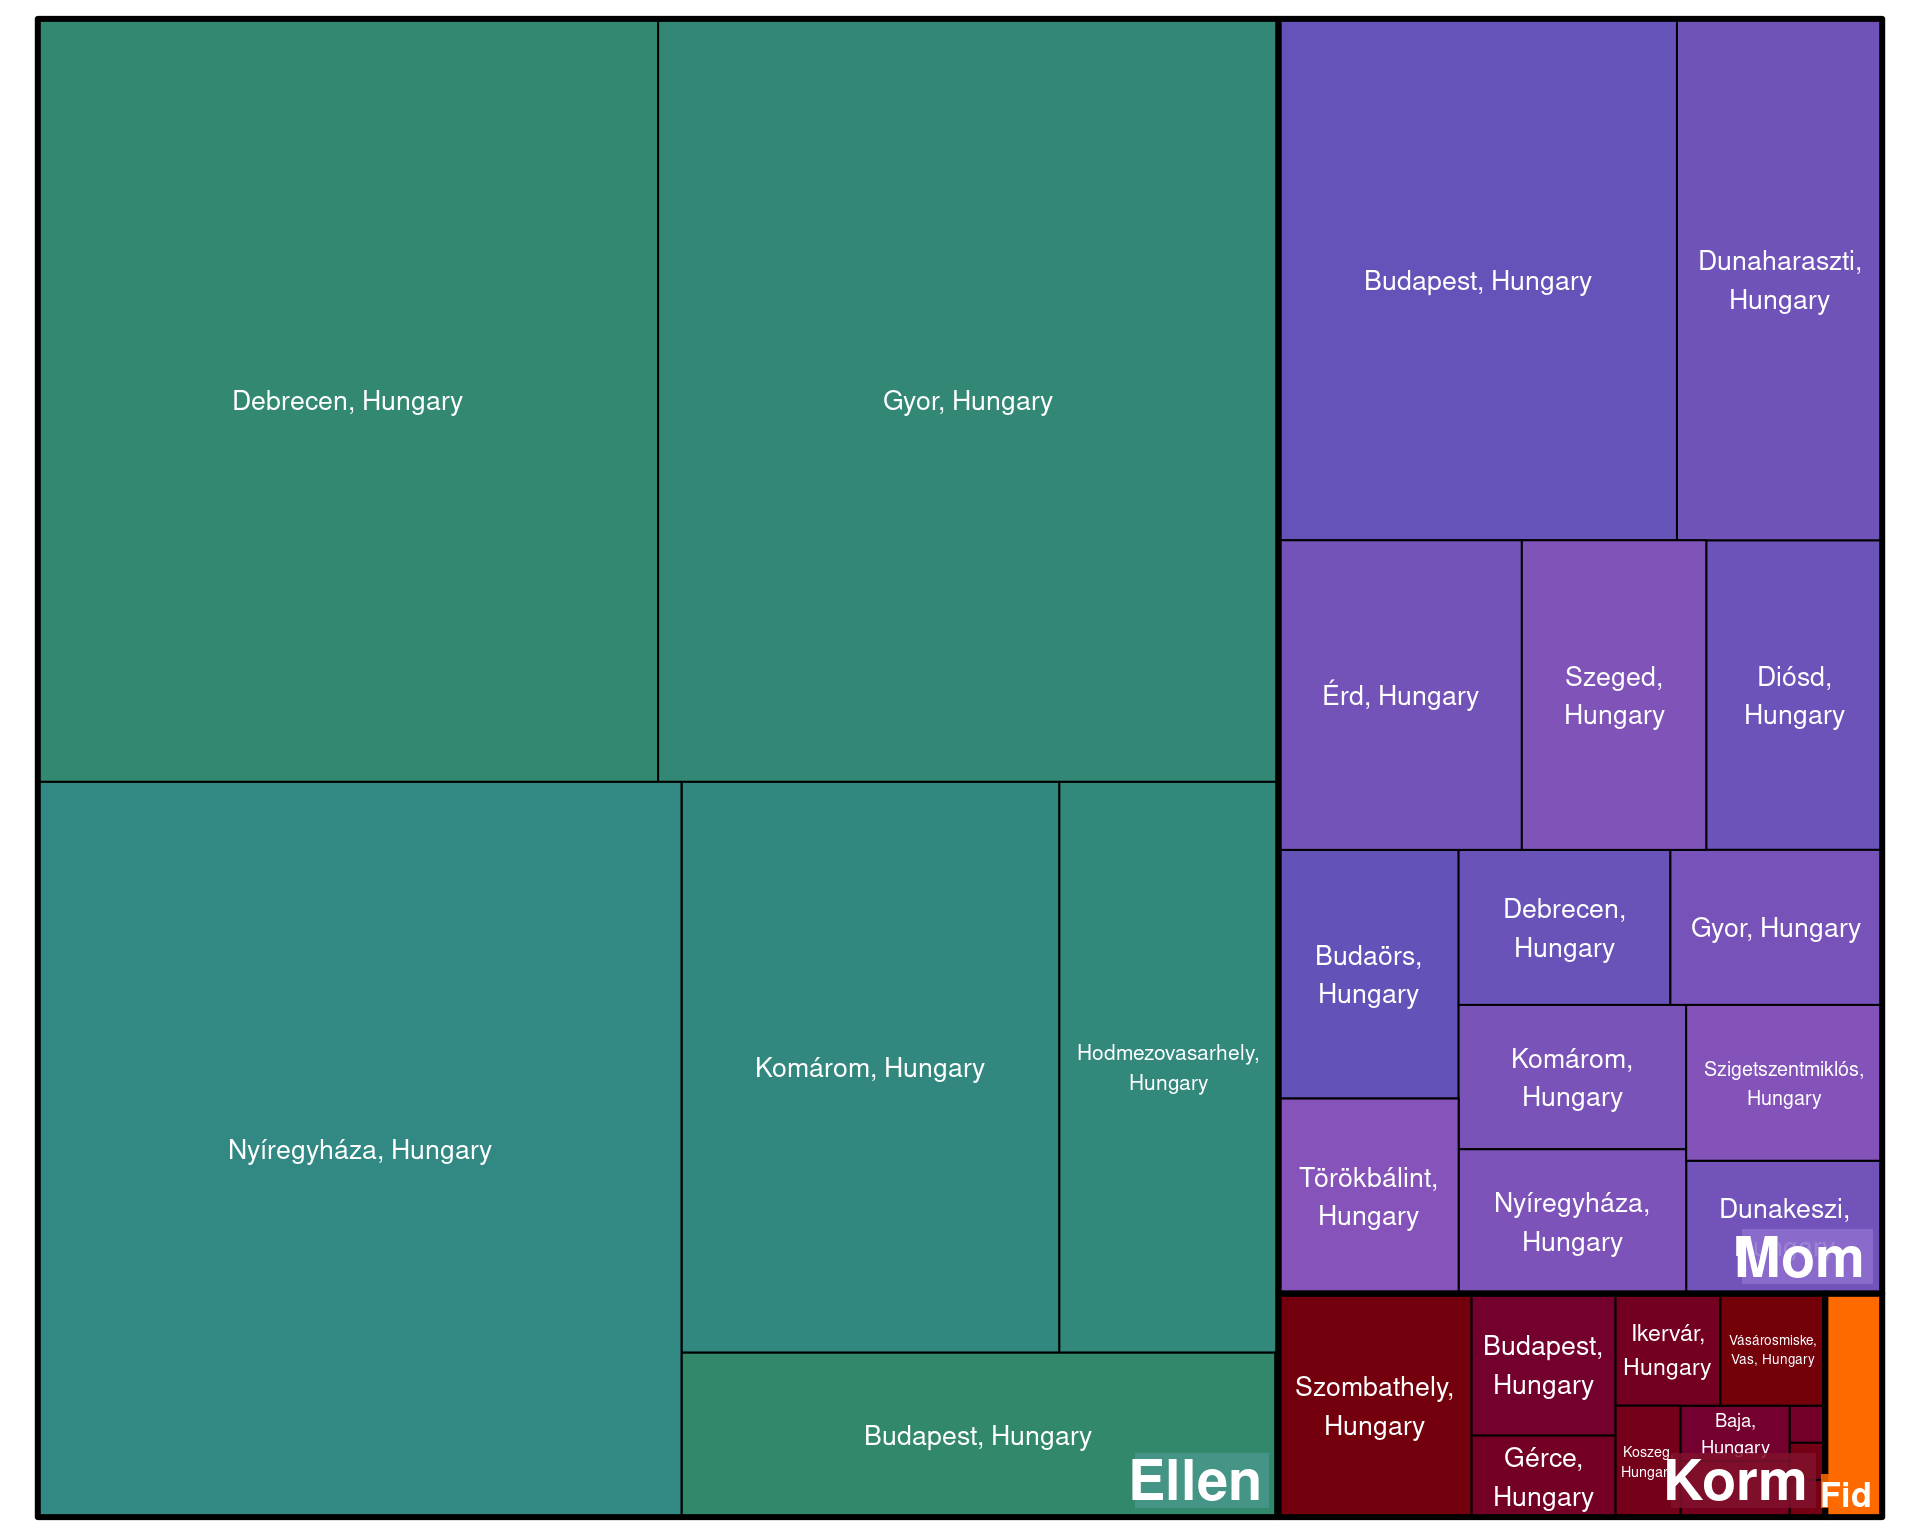 Debrecen, Hungary
Gyor, Hungary
Nyíregyháza, Hungary
Komárom, Hungary
Hodmezovasarhely,
Hungary
Budapest, Hungary
Ellen
Budapest, Hungary
Dunaharaszti,
Hungary
Érd, Hungary
Szeged,
Hungary
Diósd,
Hungary
Budaörs,
Hungary
Debrecen,
Hungary
Gyor, Hungary
Komárom,
Hungary
Szigetszentmiklós,
Hungary
Törökbálint,
Hungary
Nyíregyháza,
Hungary
Dunakeszi,
Mom
Szombathely,
Hungary
Budapest,
Hungary
Gérce,
Hungary
Ikervár,
Hungary
Vásárosmiske,
Vas, Hungary
Koszeg
Hungar
Baja,
Hungary
Korm
Fid